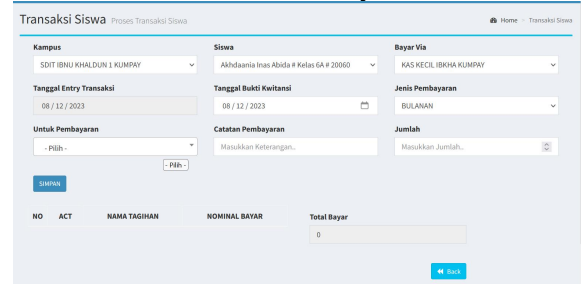 Transaksi Siswa Proses Transaksi Siswa
Home > Transaksi Siswa
Kampus Siswa Bayar Via
SDIT IBNU KHALDUN 1 KUMPAY Akhdaania Inas Abida # Kelas 6A # 20060 KAS KECIL IBKHA KUMPAY
Tanggal Entry Transaksi Tanggal Bukti Kwitansi Jenis Pembayaran
08 / 12 / 2023 08 / 12 / 2023 BULANAN
Untuk Pembayaran Catatan Pembayaran Jumlah
- Pilih - Masukkan Keterangan.. Masukkan Jumlah..
- Pilih -
SIMPAN
NO ACT NAMA TAGIHAN NOMINAL BAYAR Total Bayar
0
Back